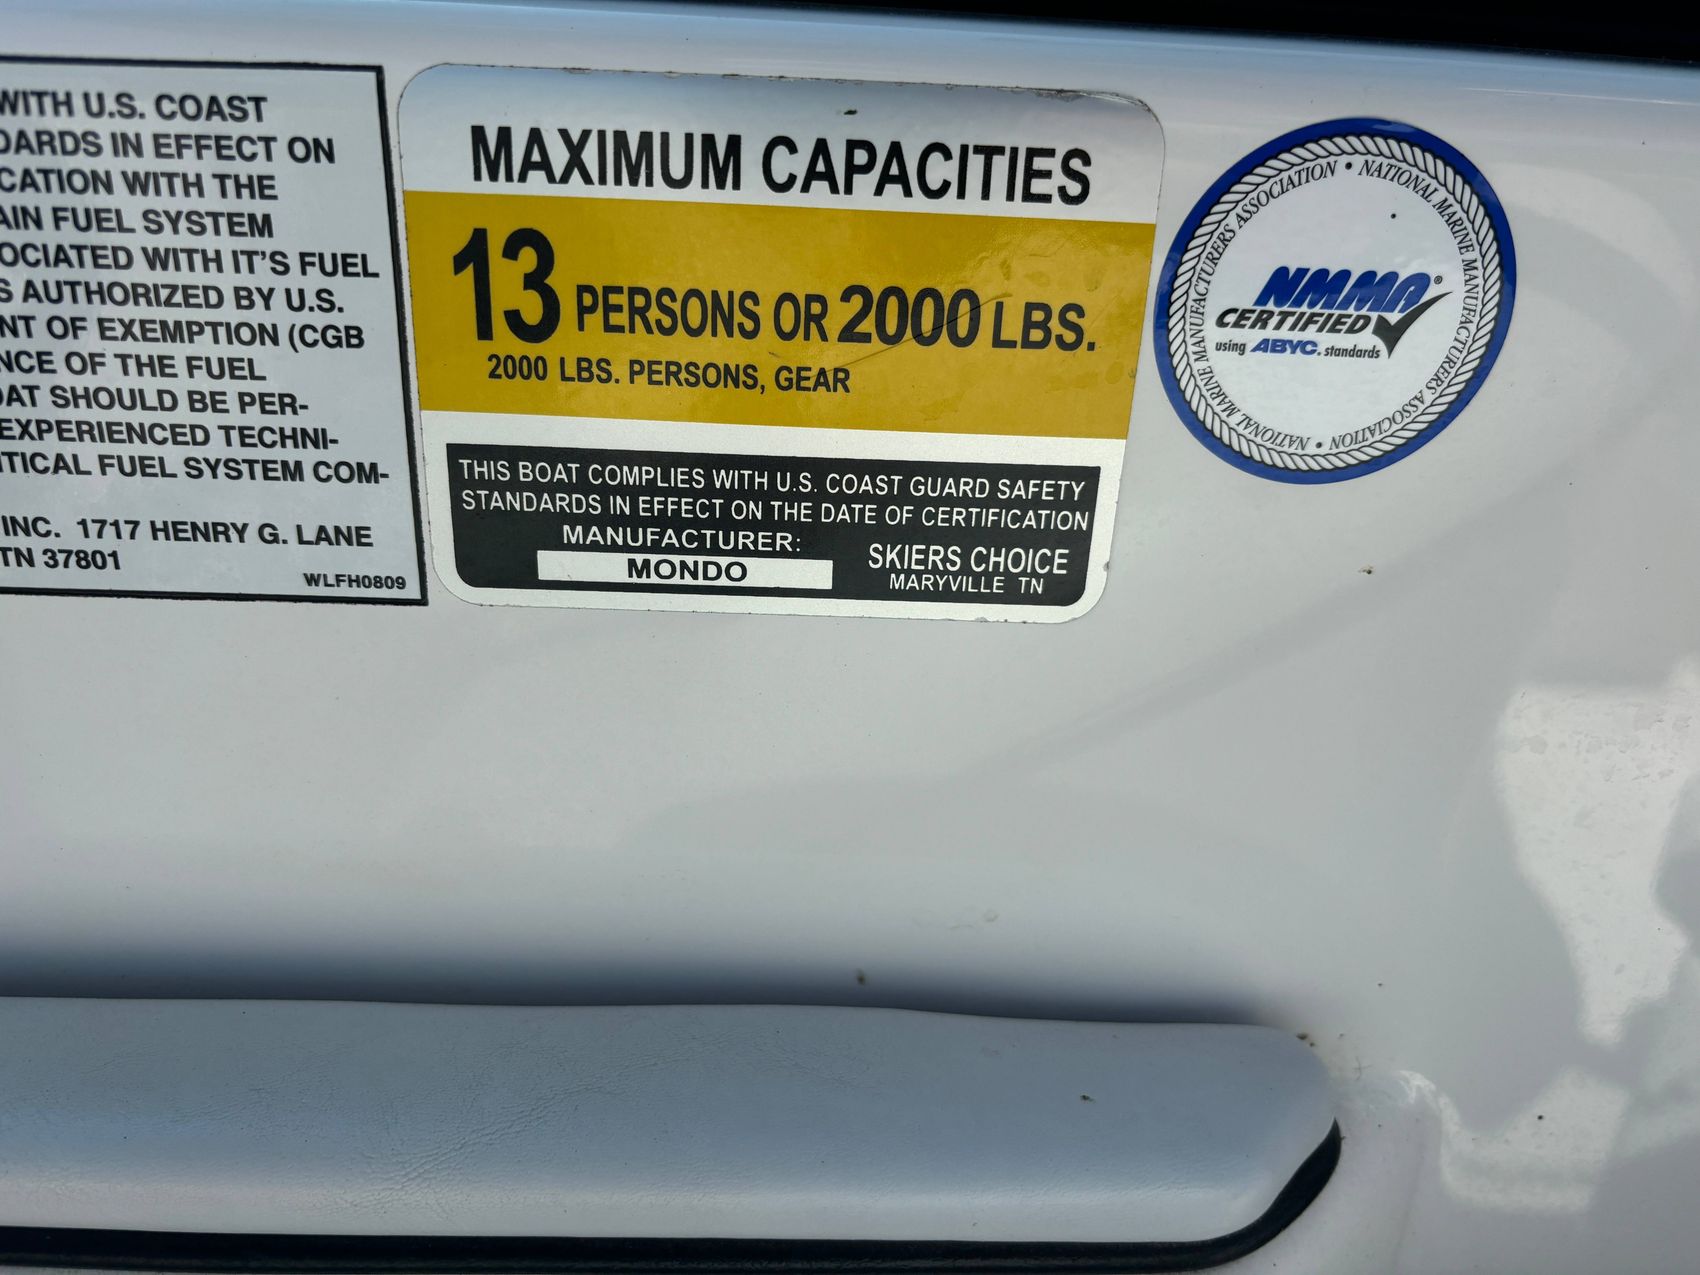 WITH U.S. COAST
DARDS IN EFFECT ON
CATION WITH THE
AIN FUEL SYSTEM
OCIATED WITH IT'S FUEL
S AUTHORIZED BY U.S.
NT OF EXEMPTION (CGB
NCE OF THE FUEL
OAT SHOULD BE PER-
EXPERIENCED TECHNI-
ITICAL FUEL SYSTEM COM-
INC. 1717 HENRY G. LANE
TN 37801
WLFH0809
MAXIMUM CAPACITIES
13 PERSONS OR 2000 LBS.
2000 LBS. PERSONS, GEAR
THIS BOAT COMPLIES WITH U.S. COAST GUARD SAFETY
STANDARDS IN EFFECT ON THE DATE OF CERTIFICATION
MANUFACTURER:
MONDO
SKIERS CHOICE
MARYVILLE TN
NATIONAL MARINE MANUFACTURERS ASSOCIATION • NATIONAL MARINE MANUFACTURERS ASSOCIATION •
NMMA®
CERTIFIED
using ABYC. standards